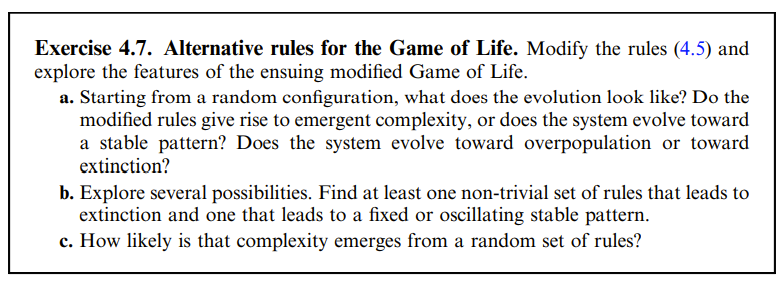 Exercise 4.7. Alternative rules for the Game of Life. Modify the rules (4.5) and
explore the features of the ensuing modified Game of Life.
a. Starting from a random configuration, what does the evolution look like? Do the
modified rules give rise to emergent complexity, or does the system evolve toward
a stable pattern? Does the system evolve toward overpopulation or toward
extinction?
b. Explore several possibilities. Find at least one non-trivial set of rules that leads to
extinction and one that leads to a fixed or oscillating stable pattern.
c. How likely is that complexity emerges from a random set of rules?